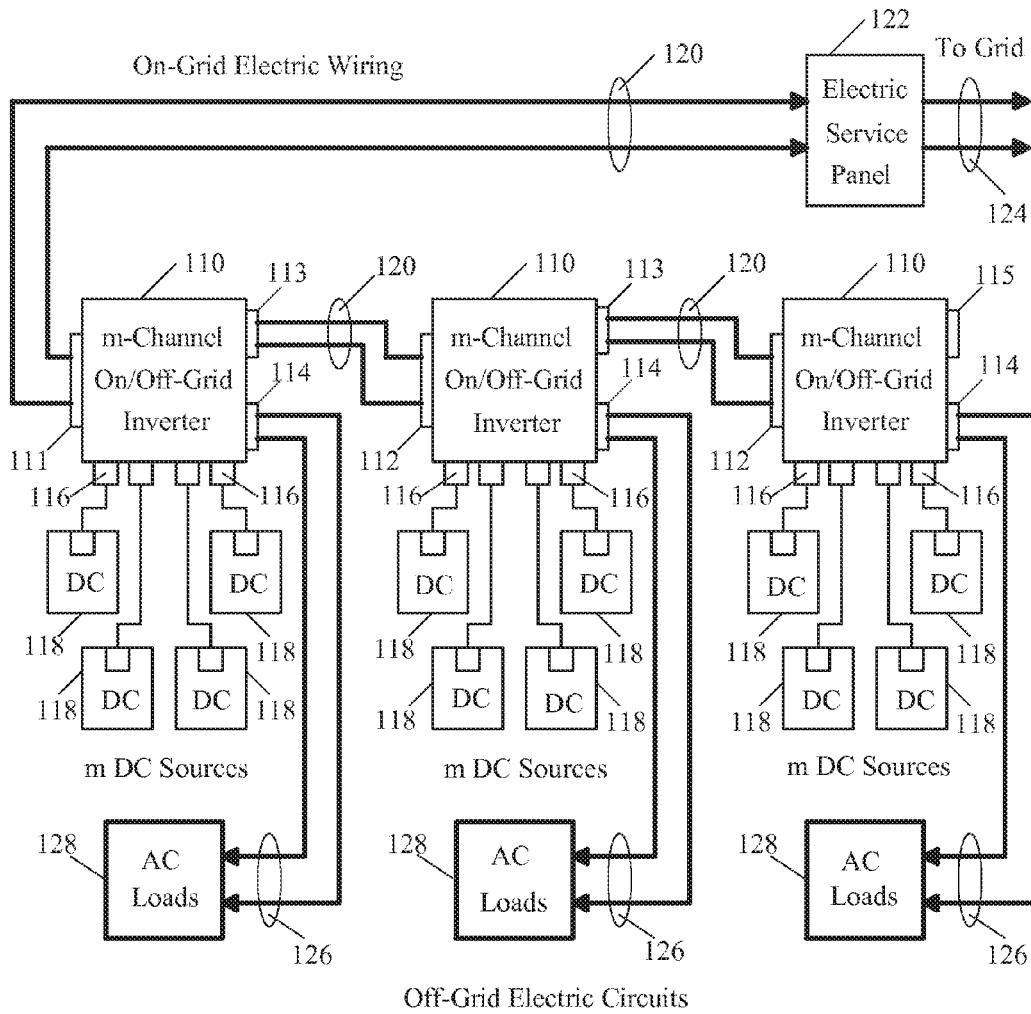 122
On-Grid Electric Wiring
120
To Grid
Electric
Service
Panel
124
110
113
120
110
113
120
110
115
m-Channel
On/Off-Grid
Inverter
114
m-Channel
On/Off-Grid
Inverter
114
m-Channel
On/Off-Grid
Inverter
114
111
112
112
116
116
116
116
116
116
DC
DC
DC
DC
DC
DC
118
118
118
118
118
118
DC
DC
DC
DC
DC
DC
118
118
118
118
118
118
m DC Sources
m DC Sources
m DC Sources
128
AC
Loads
128
AC
Loads
128
AC
Loads
126
126
126
Off-Grid Electric Circuits